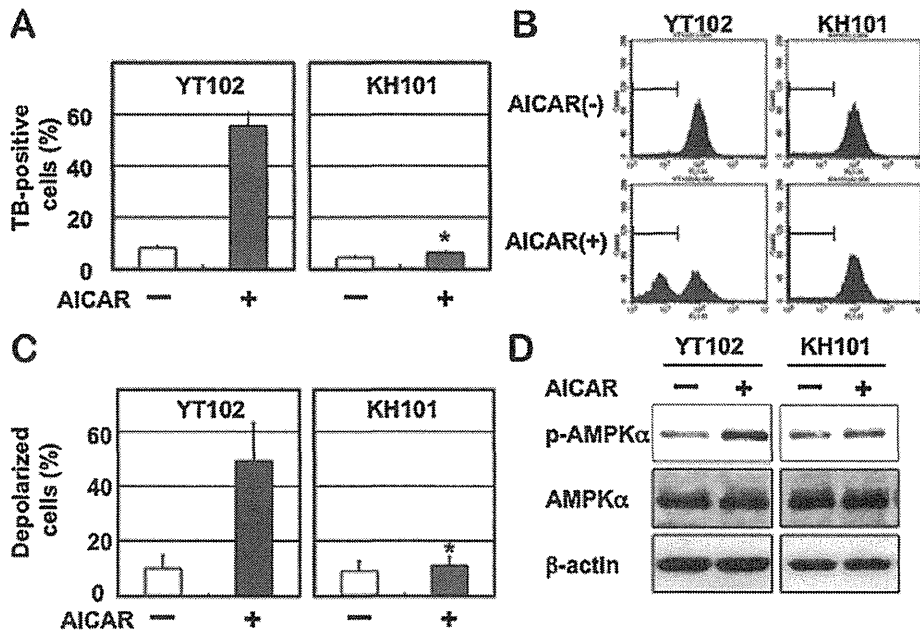 A
YT102
KH101
TB-positive
cells (%)
60
40
20
0
*
AICAR
— + — +
B
YT102
KH101
AICAR(-)
AICAR(+)
C
YT102
KH101
Depolarized
cells (%)
60
40
20
0
*
AICAR
— + — +
D
YT102
KH101
AICAR
— + — +
p-AMPKα
AMPKα
β-actin